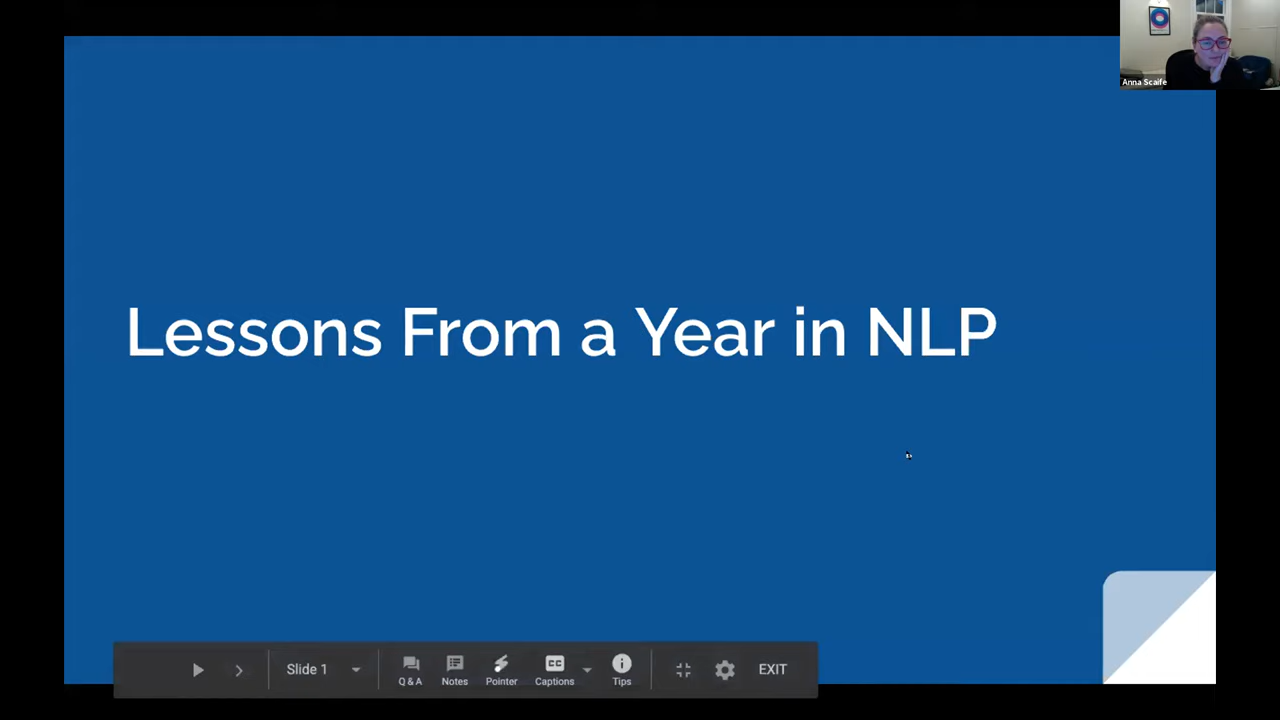 Anna Scaife
Lessons From a Year in NLP
Slide 1
Q & A
Notes
Pointer
CC
Captions
Tips
EXIT